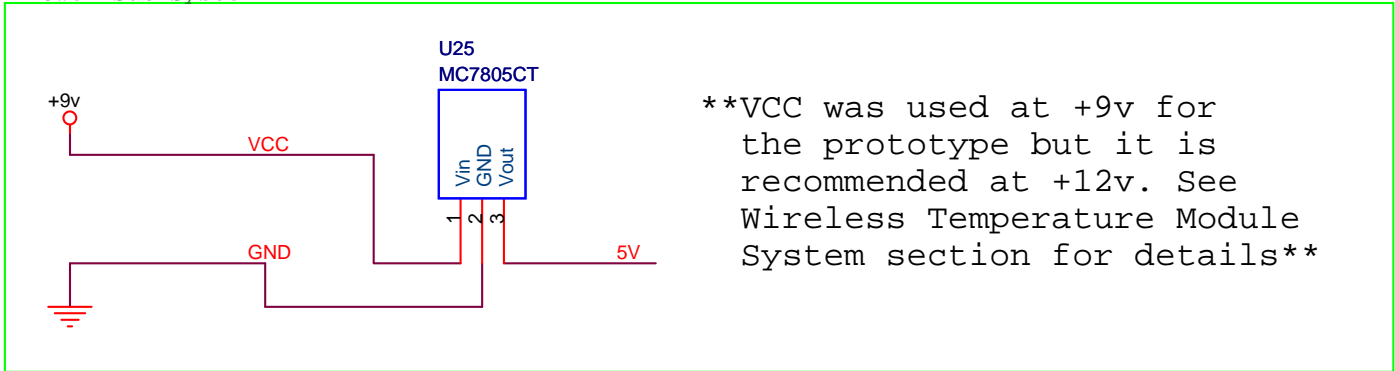 U25
MC7805CT
+9v
VCC
Vin
GND
Vout
1
2
3
GND
5V
**VCC was used at +9v for
the prototype but it is
recommended at +12v. See
Wireless Temperature Module
System section for details**